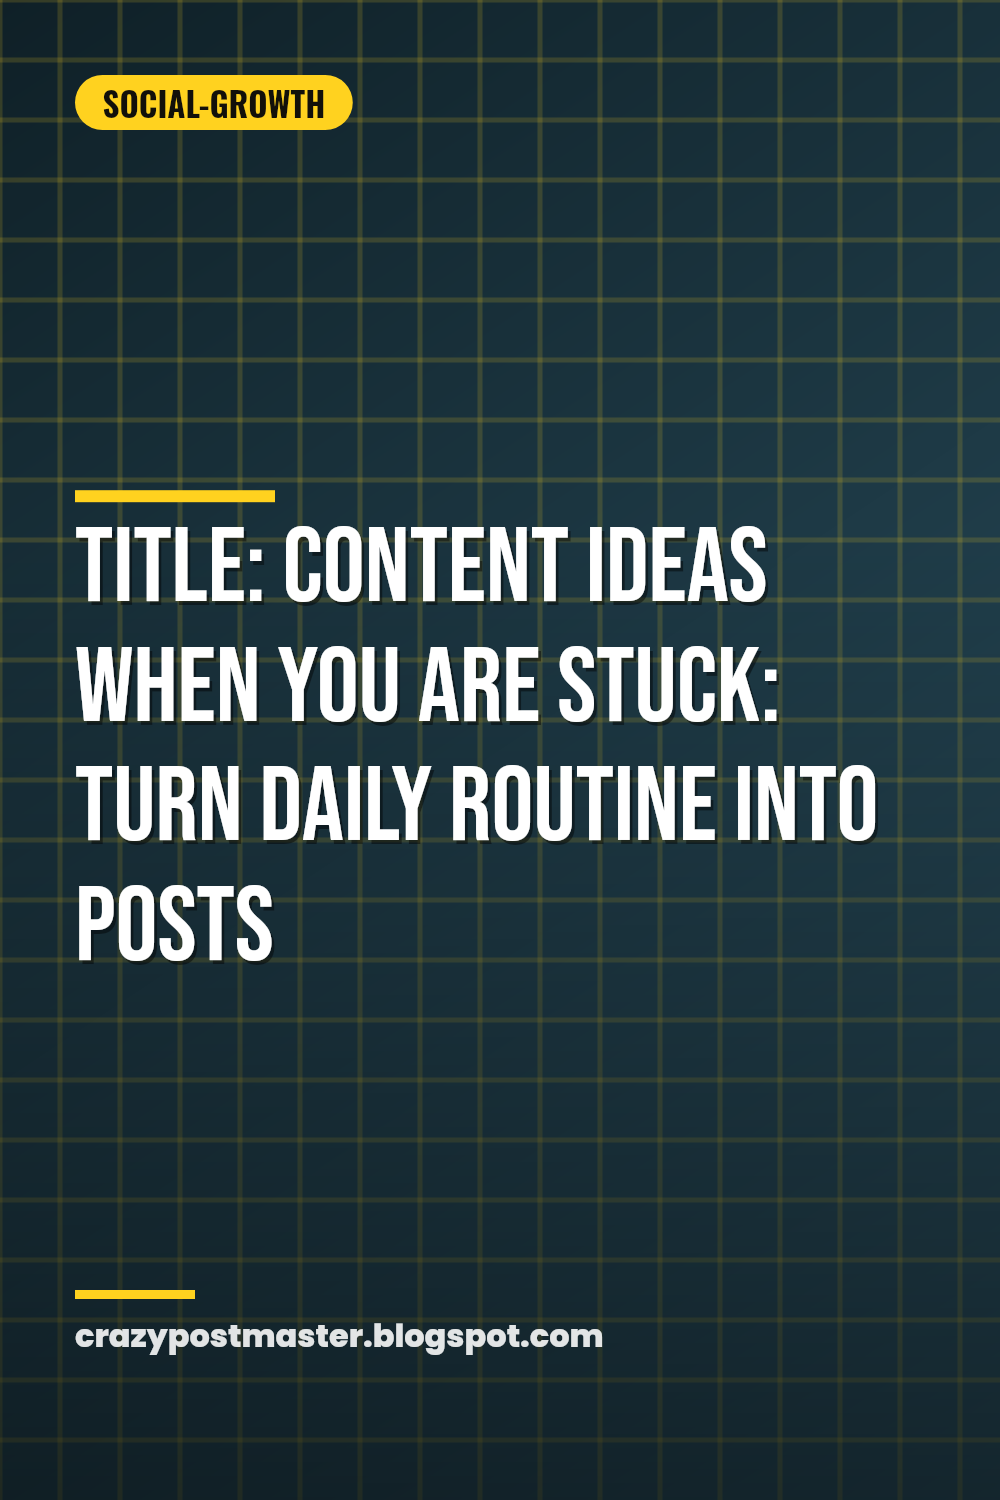 SOCIAL-GROWTH
TITLE: CONTENT IDEAS
WHEN YOU ARE STUCK:
TURN DAILY ROUTINE INTO
POSTS
crazypostmaster.blogspot.com